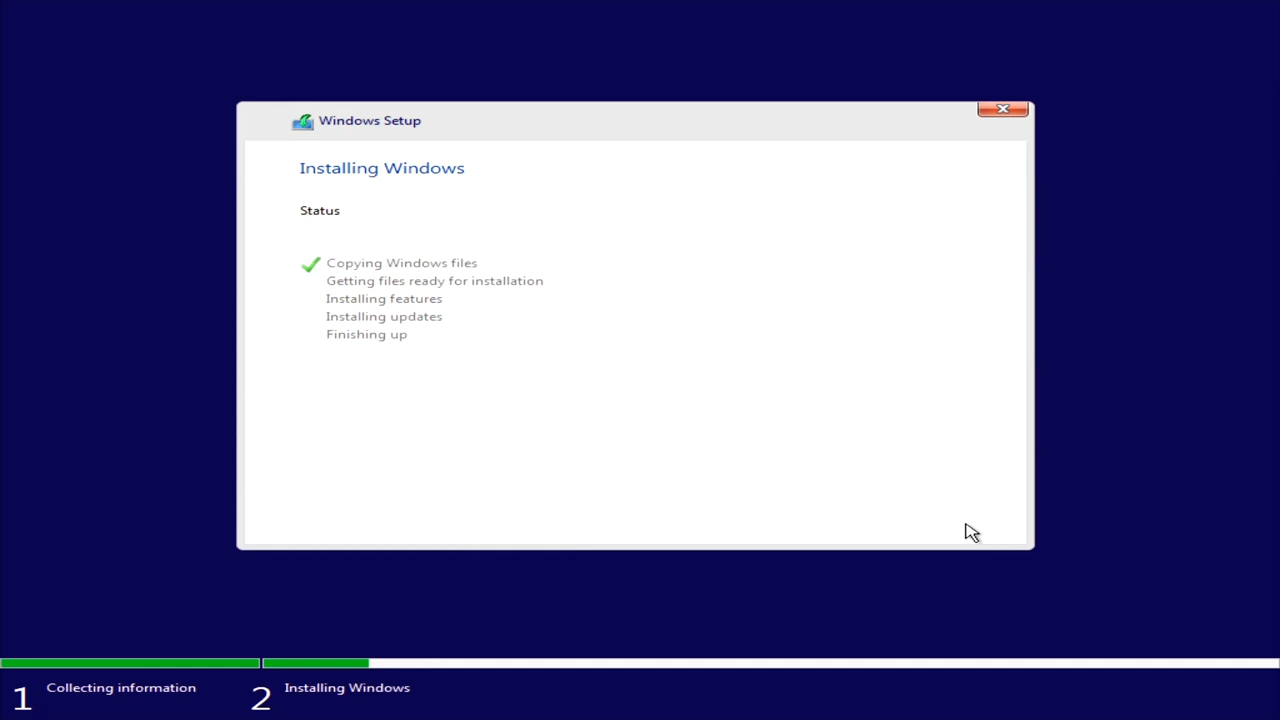 Windows Setup
Installing Windows
Status
Copying Windows files
Getting files ready for installation
Installing features
Installing updates
Finishing up
1 Collecting information
2 Installing Windows